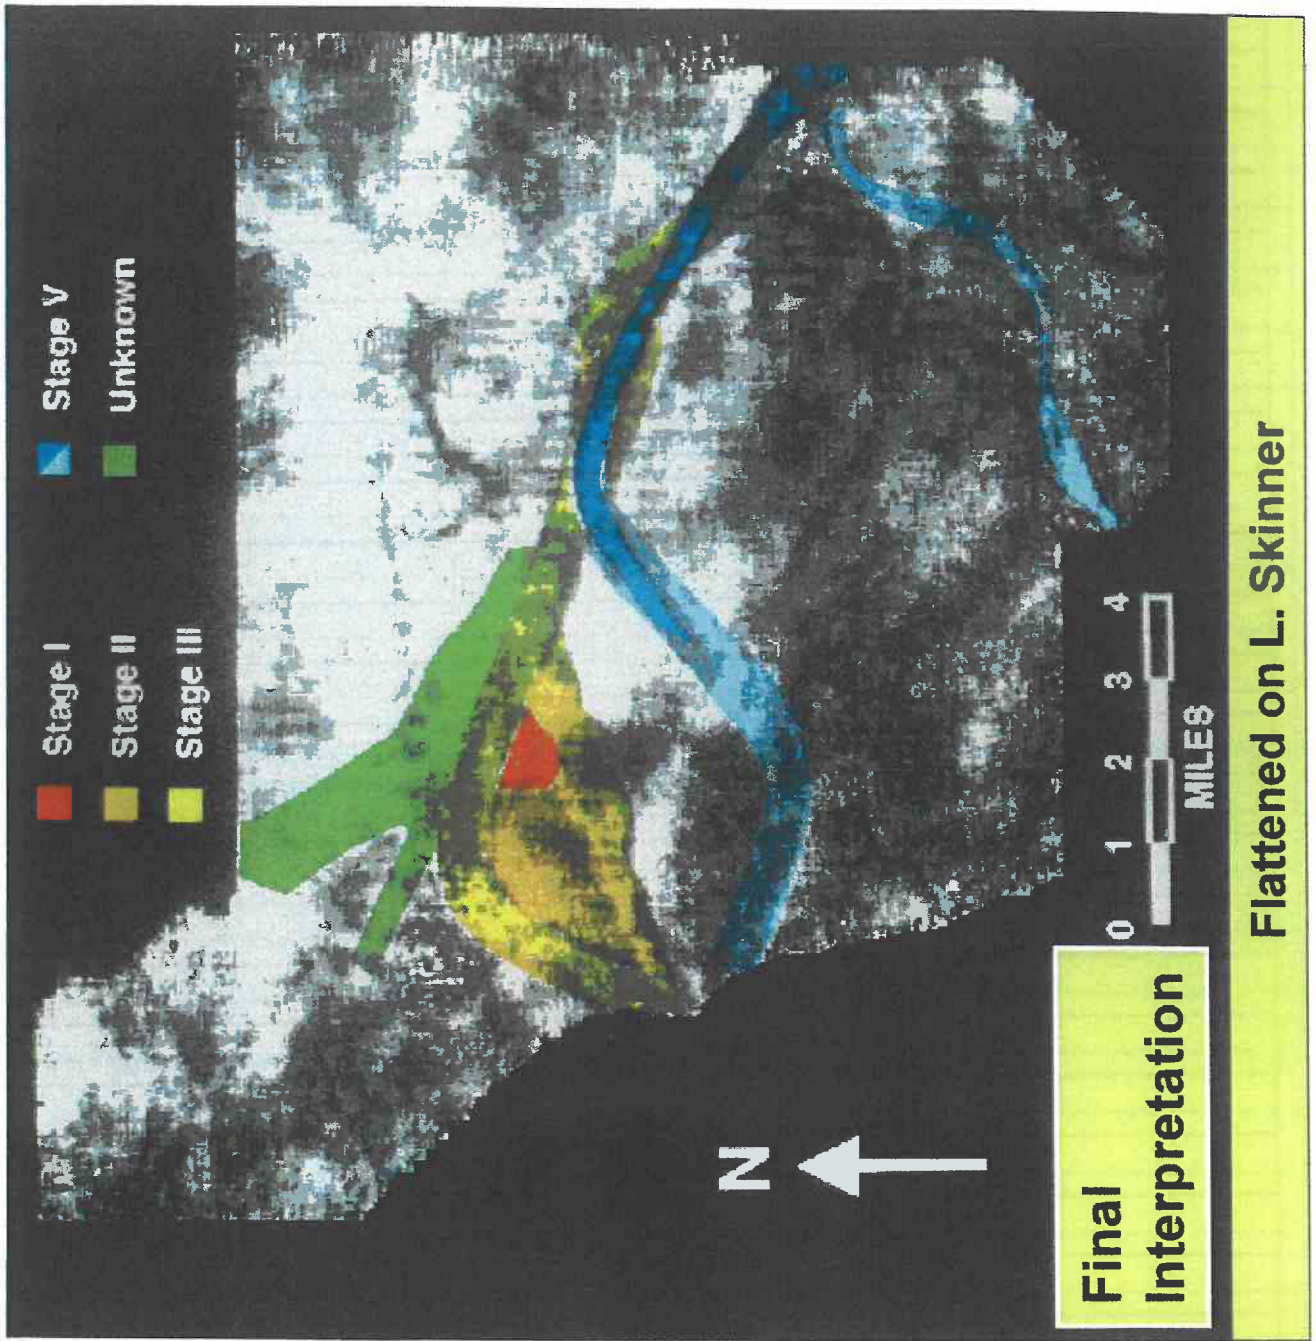 Stage I
Stage II
Stage III
Stage V
Unknown
N
0 1 2 3 4
MILES
Final
Interpretation
Flattened on L. Skinner